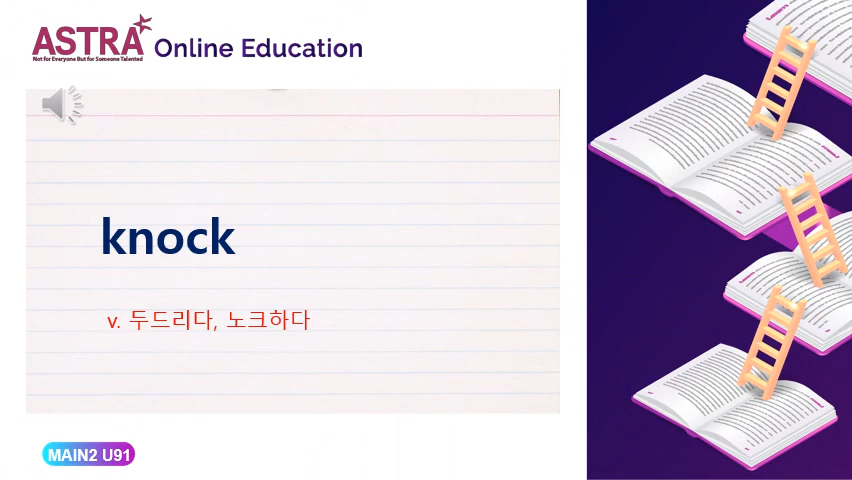 ASTRA
Not for Everyone But for Someone Talented
Online Education
knock
v. 두드리다, 노크하다
MAIN2 U91